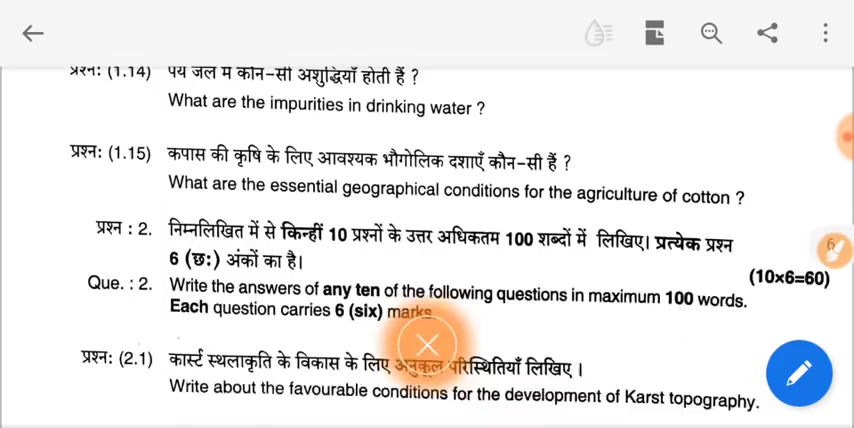 प्रश्न: (1.14) पेय जल में कौन-सी अशुद्धियाँ होती हैं ?
What are the impurities in drinking water ?
प्रश्न: (1.15) कपास की कृषि के लिए आवश्यक भौगोलिक दशाएँ कौन-सी हैं ?
What are the essential geographical conditions for the agriculture of cotton ?
प्रश्न : 2. निम्नलिखित में से किन्हीं 10 प्रश्नों के उत्तर अधिकतम 100 शब्दों में लिखिए। प्रत्येक प्रश्न
6 (छ:) अंकों का है।
(10×6=60)
Que. : 2. Write the answers of any ten of the following questions in maximum 100 words.
Each question carries 6 (six) marks.
प्रश्न: (2.1) कार्स्ट स्थलाकृति के विकास के लिए अनुकूल परिस्थितियाँ लिखिए ।
Write about the favourable conditions for the development of Karst topography.